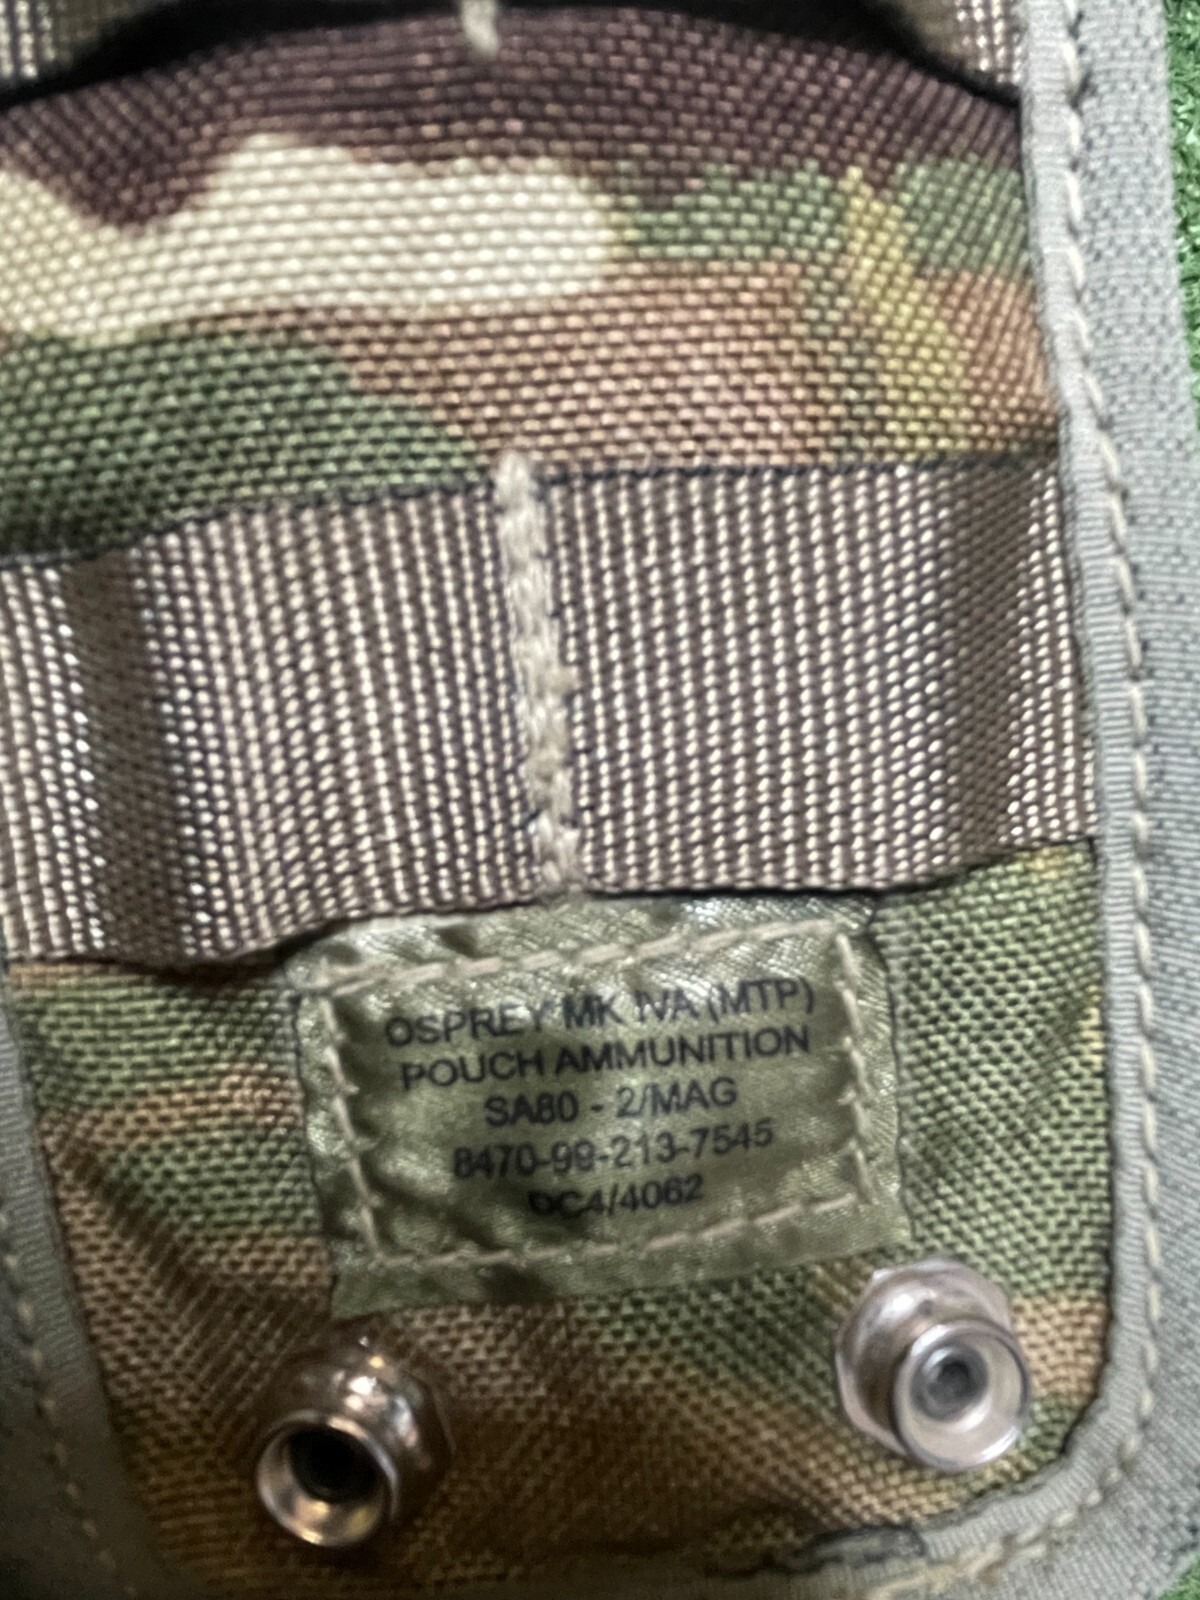 OSPREY MK IVA (MTP)
POUCH AMMUNITION
SA80 - 2/MAG
8470-99-213-7545
DC4/4062